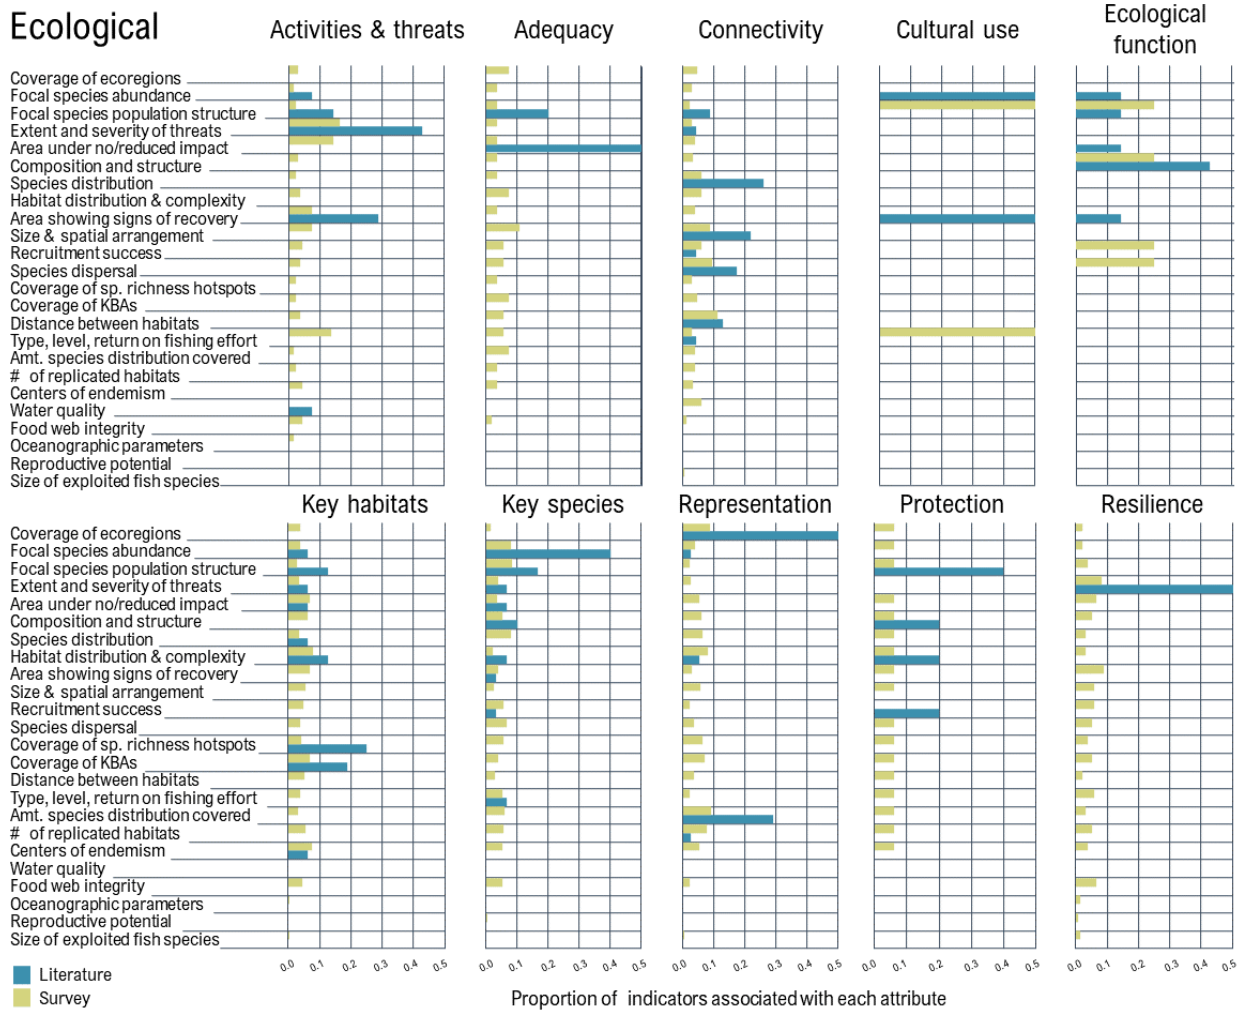 Ecological
Activities & threats
Adequacy
Connectivity
Cultural use
Ecological
function
Coverage of ecoregions
Focal species abundance
Focal species population structure
Extent and severity of threats
Area under no/reduced impact
Composition and structure
Species distribution
Habitat distribution & complexity
Area showing signs of recovery
Size & spatial arrangement
Recruitment success
Species dispersal
Coverage of sp. richness hotspots
Coverage of KBAs
Distance between habitats
Type, level, return on fishing effort
Amt. species distribution covered
# of replicated habitats
Centers of endemism
Water quality
Food web integrity
Oceanographic parameters
Reproductive potential
Size of exploited fish species
Key habitats
Key species
Representation
Protection
Resilience
Coverage of ecoregions
Focal species abundance
Focal species population structure
Extent and severity of threats
Area under no/reduced impact
Composition and structure
Species distribution
Habitat distribution & complexity
Area showing signs of recovery
Size & spatial arrangement
Recruitment success
Species dispersal
Coverage of sp. richness hotspots
Coverage of KBAs
Distance between habitats
Type, level, return on fishing effort
Amt. species distribution covered
# of replicated habitats
Centers of endemism
Water quality
Food web integrity
Oceanographic parameters
Reproductive potential
Size of exploited fish species
0.0 0.1 0.2 0.3 0.4 0.5
0.0 0.1 0.2 0.3 0.4 0.5
0.0 0.1 0.2 0.3 0.4 0.5
0.0 0.1 0.2 0.3 0.4 0.5
0.0 0.1 0.2 0.3 0.4 0.5
Literature
Survey
Proportion of indicators associated with each attribute